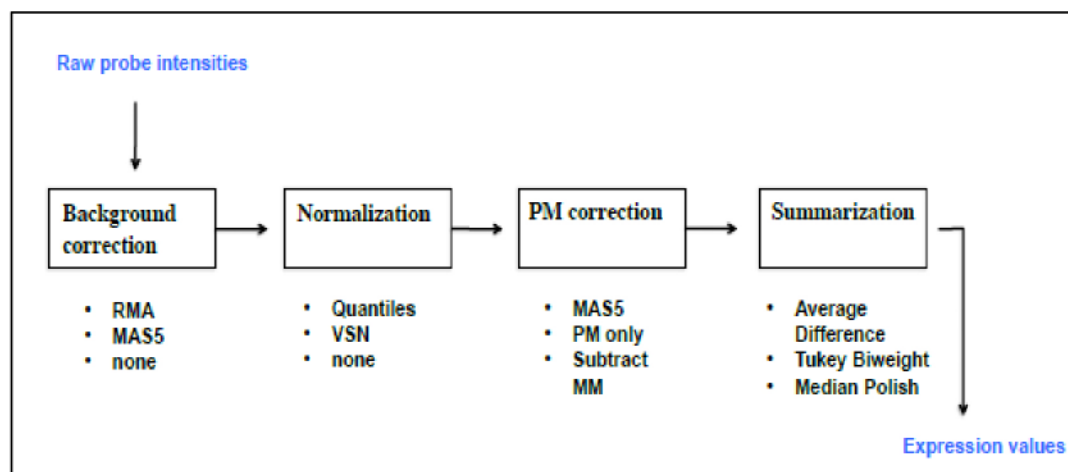 Raw probe intensities
Background
correction
Normalization
PM correction
Summarization
• RMA
• MAS5
• none
• Quantiles
• VSN
• none
• MAS5
• PM only
• Subtract
MM
• Average
Difference
• Tukey Biweight
• Median Polish
Expression values